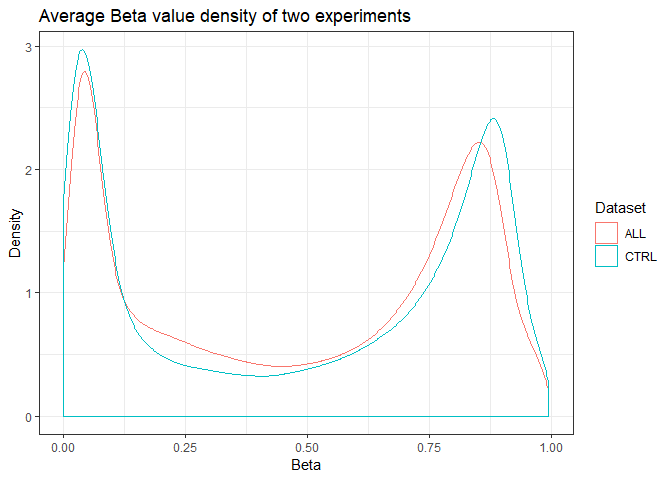 Average Beta value density of two experiments
3
2
1
0
Density
0.00 0.25 0.50 0.75 1.00
Beta
Dataset
ALL
CTRL